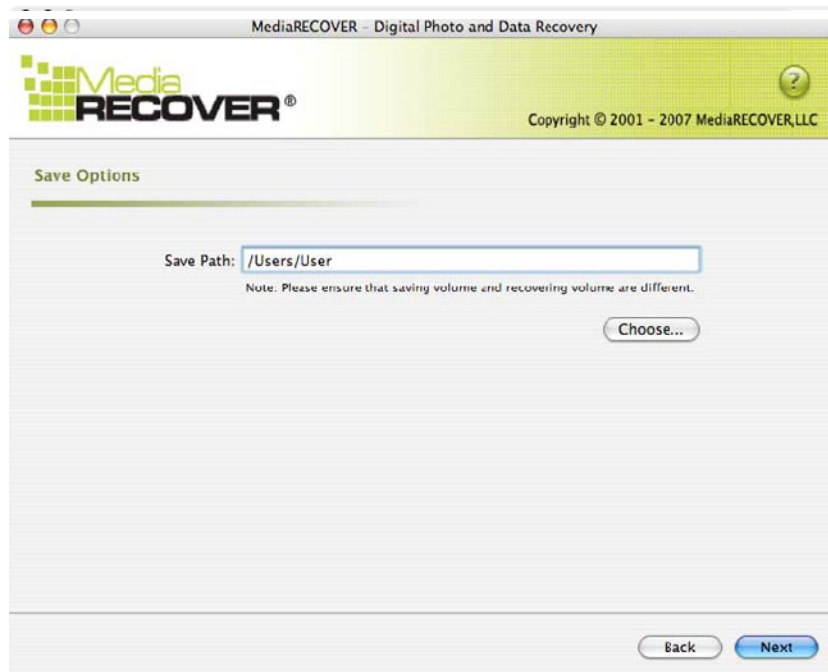 MediaRECOVER - Digital Photo and Data Recovery
Media
RECOVER®
?
Copyright © 2001 - 2007 MediaRECOVER,LLC
Save Options
Save Path: /Users/User
Note. Please ensure that saving volume and recovering volume are different.
Choose...
Back
Next